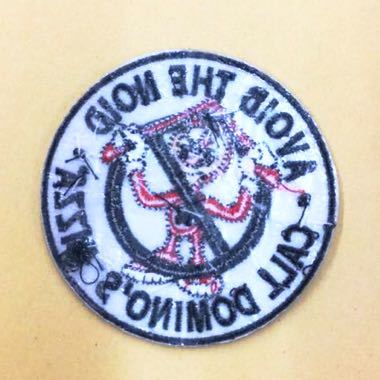 AVOID THE NOID
CALL DOMINO'S PIZZA